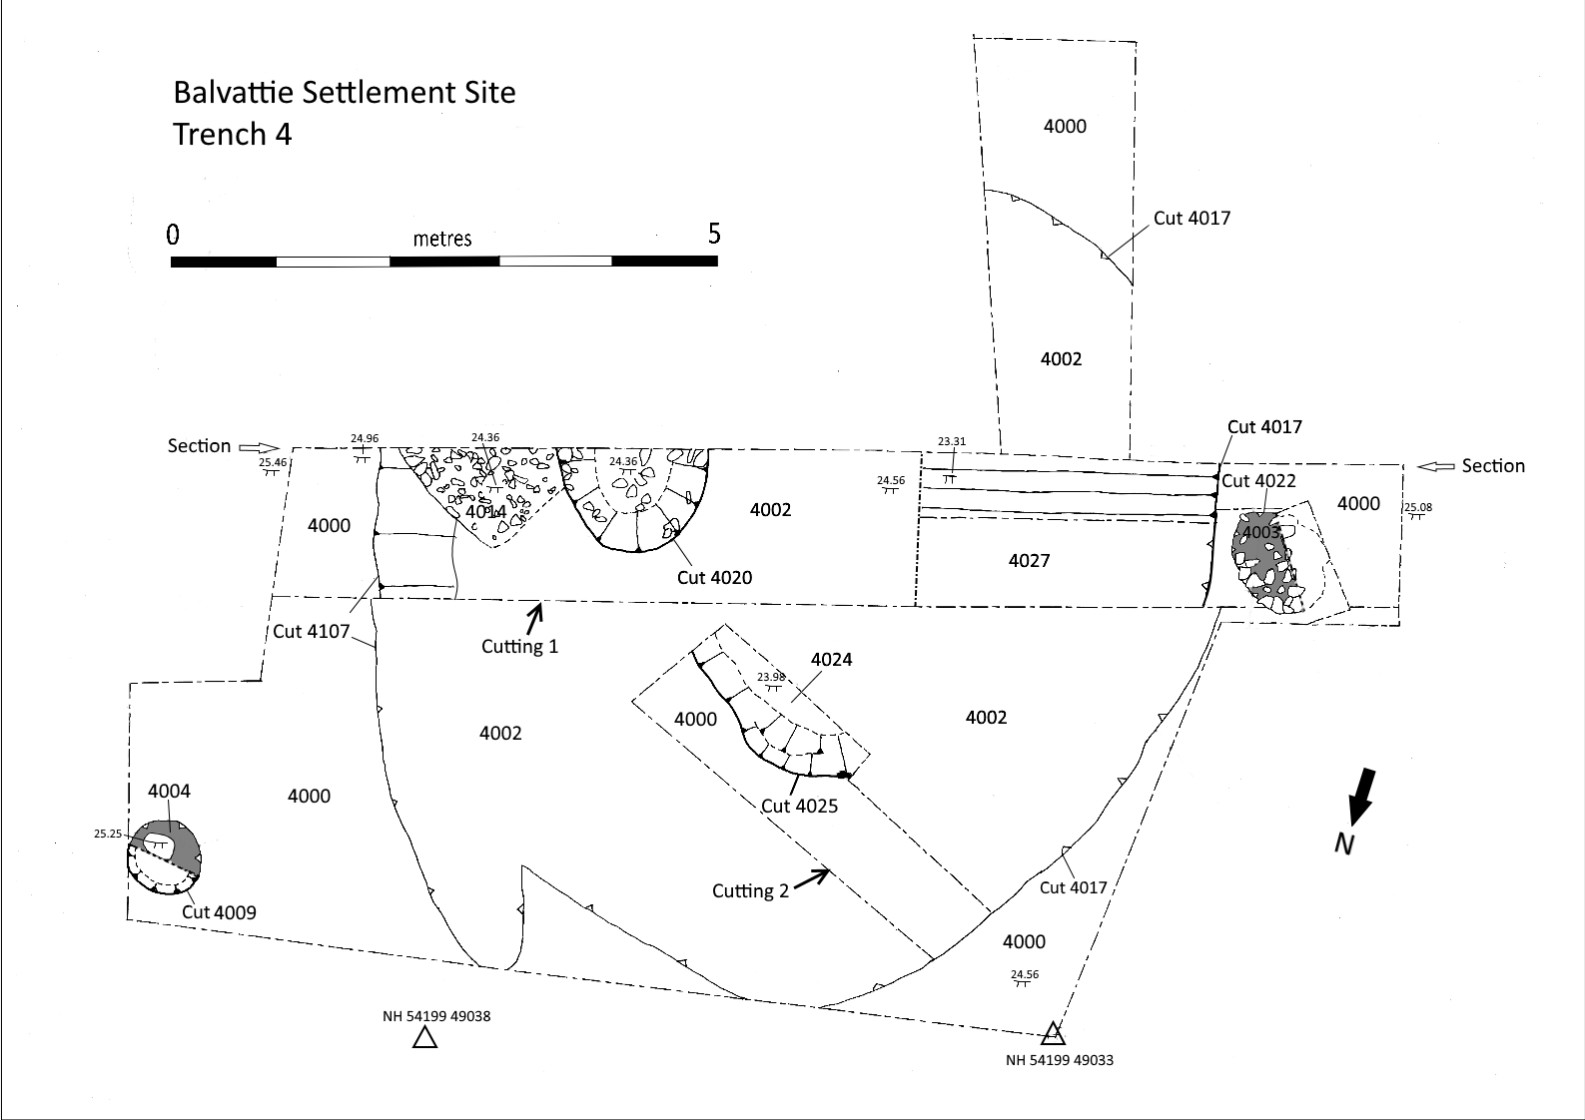 Balvattie Settlement Site
Trench 4
0 metres 5
4000
Cut 4017
4002
Section
24.96
24.36
23.31
Cut 4017
25.46
24.36
24.56
Cut 4022
Section
4000
4014
4002
4003
4000
25.08
4027
Cut 4020
Cut 4107
Cutting 1
4024
23.98
4000
4002
4002
4004
4000
Cut 4025
25.25
Cutting 2
N
Cut 4017
Cut 4009
4000
24.56
NH 54199 49038
NH 54199 49033